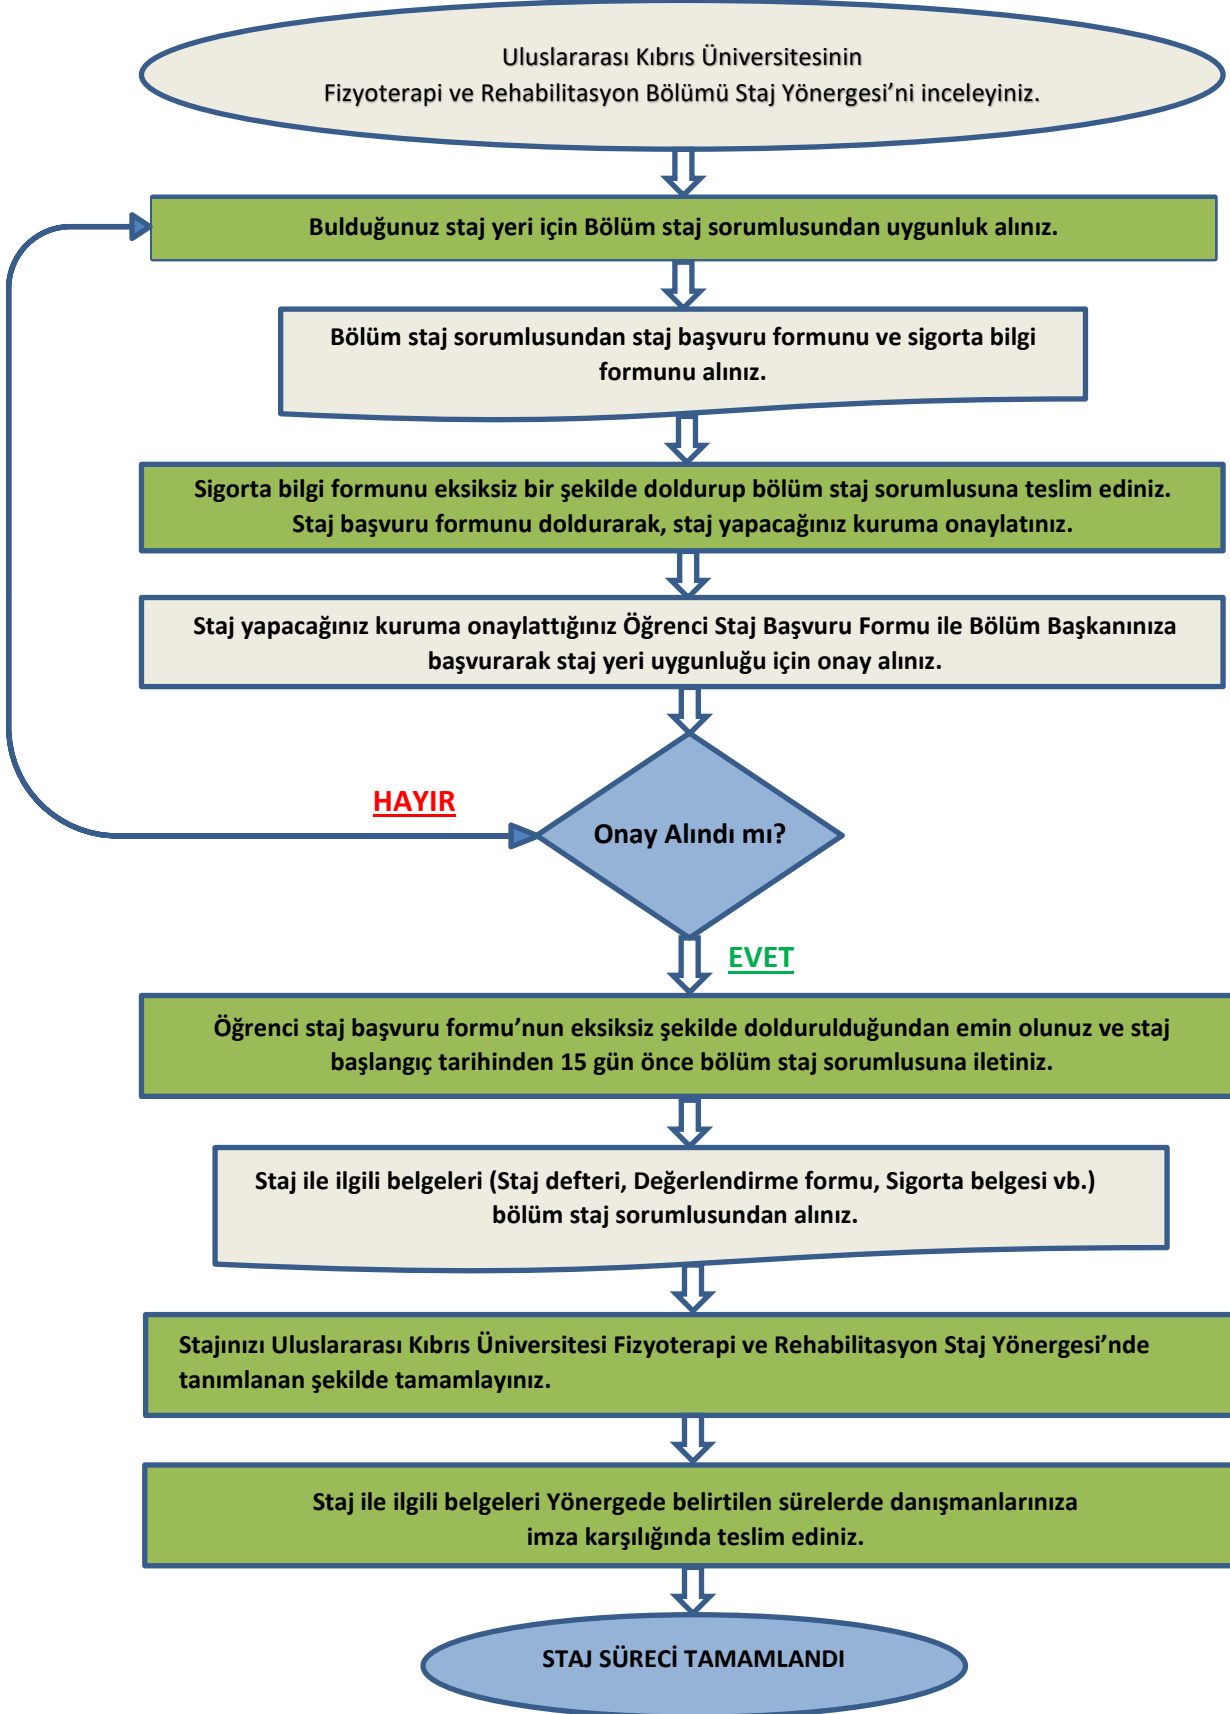 Uluslararası Kıbrıs Üniversitesinin
Fizyoterapi ve Rehabilitasyon Bölümü Staj Yönergesi’ni inceleyiniz.
Bulduğunuz staj yeri için Bölüm staj sorumlusundan uygunluk alınız.
Bölüm staj sorumlusundan staj başvuru formunu ve sigorta bilgi
formunu alınız.
Sigorta bilgi formunu eksiksiz bir şekilde doldurup bölüm staj sorumlusuna teslim ediniz.
Staj başvuru formunu doldurarak, staj yapacağınız kuruma onaylatınız.
Staj yapacağınız kuruma onaylattığınız Öğrenci Staj Başvuru Formu ile Bölüm Başkanınıza
başvurarak staj yeri uygunluğu için onay alınız.
HAYIR
Onay Alındı mı?
EVET
Öğrenci staj başvuru formu’nun eksiksiz şekilde doldurulduğundan emin olunuz ve staj
başlangıç tarihinden 15 gün önce bölüm staj sorumlusuna iletiniz.
Staj ile ilgili belgeleri (Staj defteri, Değerlendirme formu, Sigorta belgesi vb.)
bölüm staj sorumlusundan alınız.
Stajınızı Uluslararası Kıbrıs Üniversitesi Fizyoterapi ve Rehabilitasyon Staj Yönergesi’nde
tanımlanan şekilde tamamlayınız.
Staj ile ilgili belgeleri Yönergede belirtilen sürelerde danışmanlarınıza
imza karşılığında teslim ediniz.
STAJ SÜRECİ TAMAMLANDI